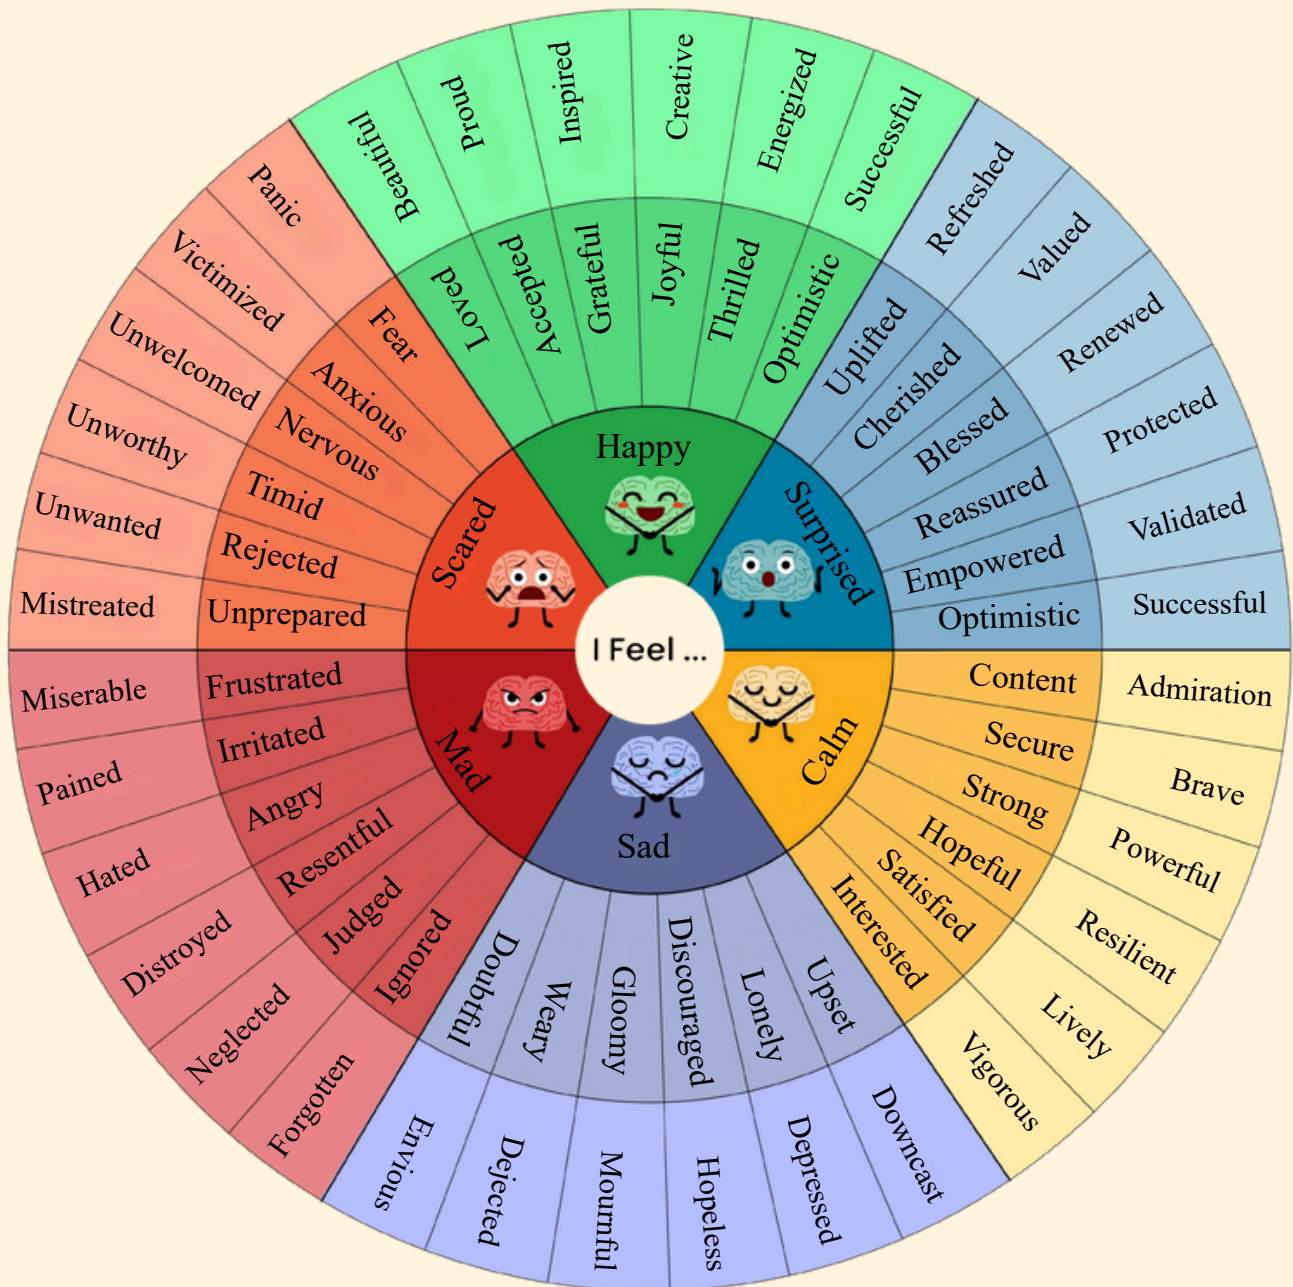 I Feel ...
Happy
Loved
Accepted
Grateful
Joyful
Thrilled
Optimistic
Beautiful
Proud
Inspired
Creative
Energized
Successful
Surprised
Uplifted
Cherished
Blessed
Reassured
Empowered
Optimistic
Refreshed
Valued
Renewed
Protected
Validated
Successful
Calm
Content
Secure
Strong
Hopeful
Satisfied
Interested
Admiration
Brave
Powerful
Resilient
Lively
Vigorous
Sad
Upset
Lonely
Discouraged
Gloomy
Weary
Doubtful
Downcast
Depressed
Hopeless
Mournful
Dejected
Envious
Mad
Ignored
Judged
Resentful
Angry
Irritated
Frustrated
Forgotten
Neglected
Distroyed
Hated
Pained
Miserable
Scared
Unprepared
Rejected
Timid
Nervous
Anxious
Fear
Mistreated
Unwanted
Unworthy
Unwelcomed
Victimized
Panic